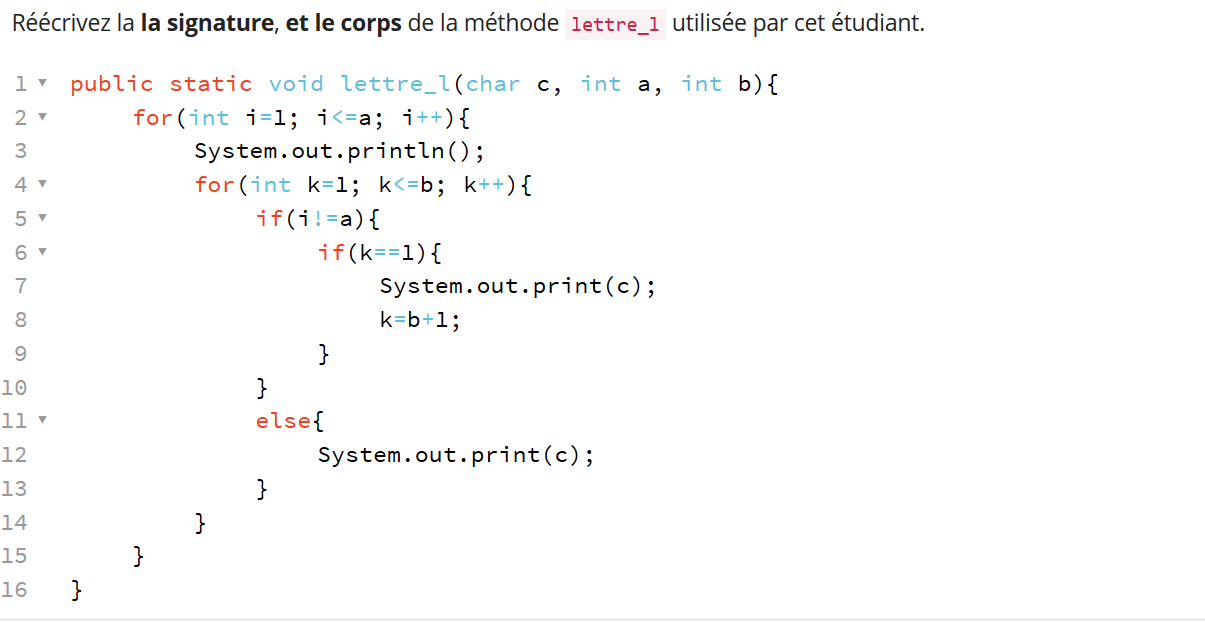 Réécrivez la la signature, et le corps de la méthode lettre_l utilisée par cet étudiant.
1 public static void lettre_l(char c, int a, int b){
2 for(int i=1; i<=a; i++){
3 System.out.println();
4 for(int k=1; k<=b; k++){
5 if(i!=a){
6 if(k==1){
7 System.out.print(c);
8 k=b+1;
9 }
10 }
11 else{
12 System.out.print(c);
13 }
14 }
15 }
16 }